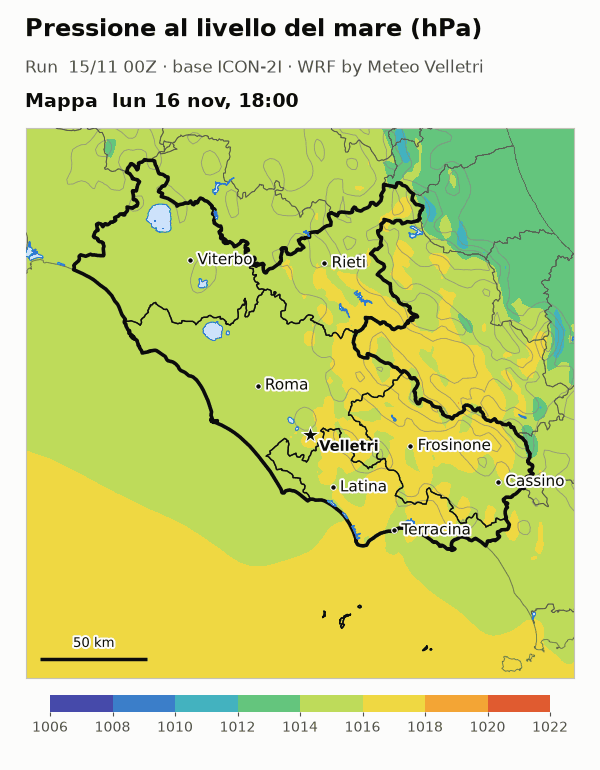 Pressione al livello del mare (hPa)
Run  15/11 00Z · base ICON-2I · WRF by Meteo Velletri
Mappa  lun 16 nov, 18:00
Viterbo
Rieti
Roma
Velletri
Frosinone
Latina
Cassino
Terracina
50 km
1006 1008 1010 1012 1014 1016 1018 1020 1022